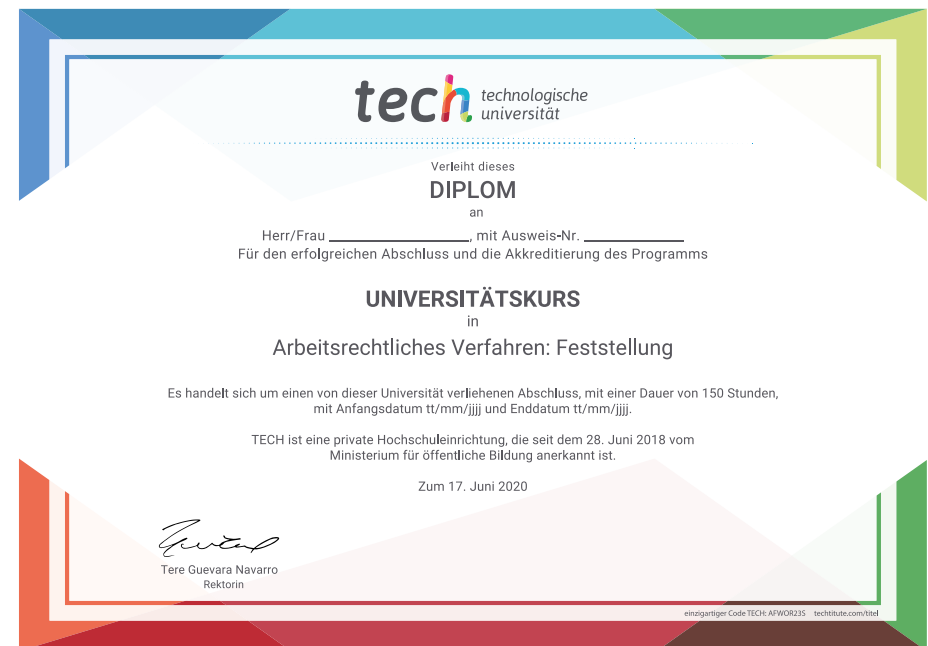 tech technologische
universität
Verleiht dieses
DIPLOM
an
Herr/Frau ____________, mit Ausweis-Nr. ____________
Für den erfolgreichen Abschluss und die Akkreditierung des Programms
UNIVERSITÄTSKURS
in
Arbeitsrechtliches Verfahren: Feststellung
Es handelt sich um einen von dieser Universität verliehenen Abschluss, mit einer Dauer von 150 Stunden,
mit Anfangsdatum tt/mm/jjjj und Enddatum tt/mm/jjjj.
TECH ist eine private Hochschuleinrichtung, die seit dem 28. Juni 2018 vom
Ministerium für öffentliche Bildung anerkannt ist.
Zum 17. Juni 2020
Tere Guevara Navarro
Rektorin
einzigartiger Code TECH: AFWOR23S techtitute.com/titel